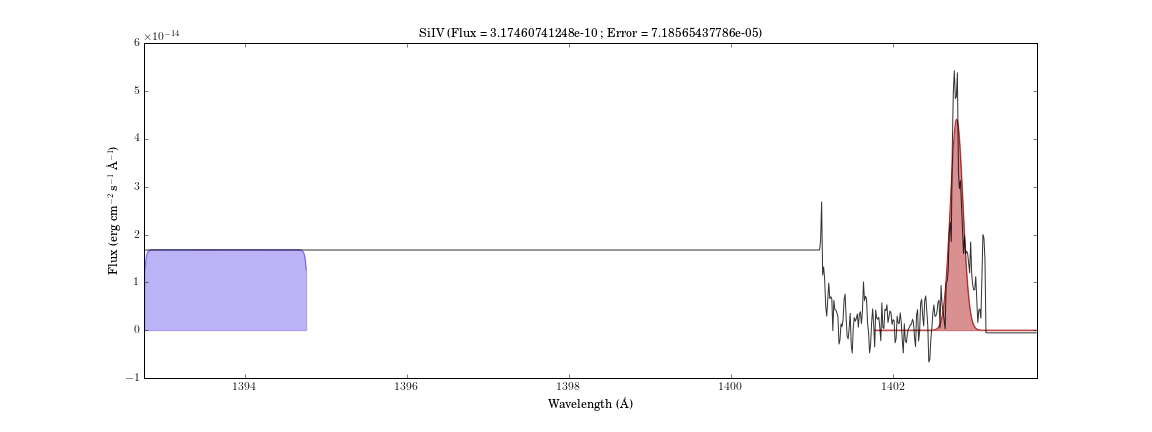 SiIV (Flux = 3.17460741248e-10 ; Error = 7.18565437786e-05)
×10⁻¹⁴
6
5
4
3
2
1
0
−1
Flux (erg cm⁻² s⁻¹ Å⁻¹)
1394 1396 1398 1400 1402
Wavelength (Å)